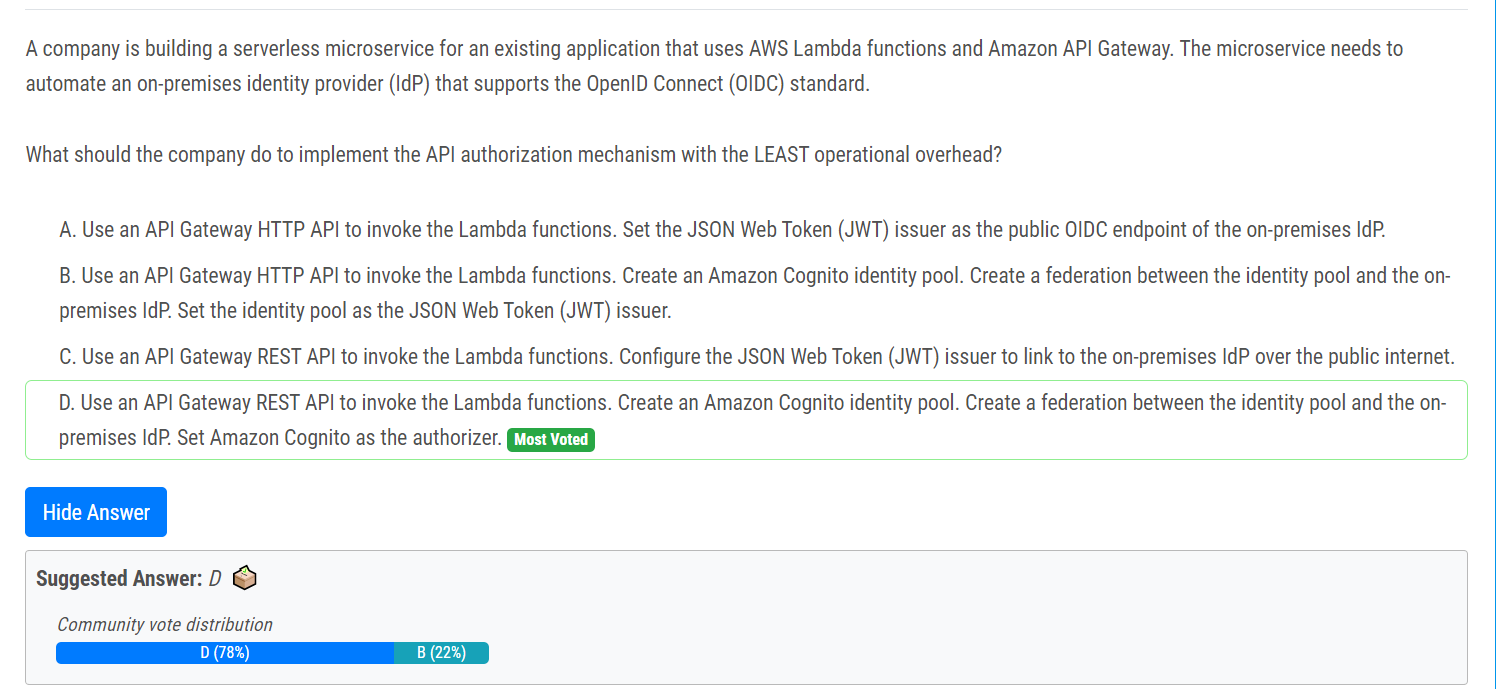 A company is building a serverless microservice for an existing application that uses AWS Lambda functions and Amazon API Gateway. The microservice needs to
automate an on-premises identity provider (IdP) that supports the OpenID Connect (OIDC) standard.
What should the company do to implement the API authorization mechanism with the LEAST operational overhead?
A. Use an API Gateway HTTP API to invoke the Lambda functions. Set the JSON Web Token (JWT) issuer as the public OIDC endpoint of the on-premises IdP.
B. Use an API Gateway HTTP API to invoke the Lambda functions. Create an Amazon Cognito identity pool. Create a federation between the identity pool and the on-
premises IdP. Set the identity pool as the JSON Web Token (JWT) issuer.
C. Use an API Gateway REST API to invoke the Lambda functions. Configure the JSON Web Token (JWT) issuer to link to the on-premises IdP over the public internet.
D. Use an API Gateway REST API to invoke the Lambda functions. Create an Amazon Cognito identity pool. Create a federation between the identity pool and the on-
premises IdP. Set Amazon Cognito as the authorizer. Most Voted
Hide Answer
Suggested Answer: D
Community vote distribution
D (78%) B (22%)